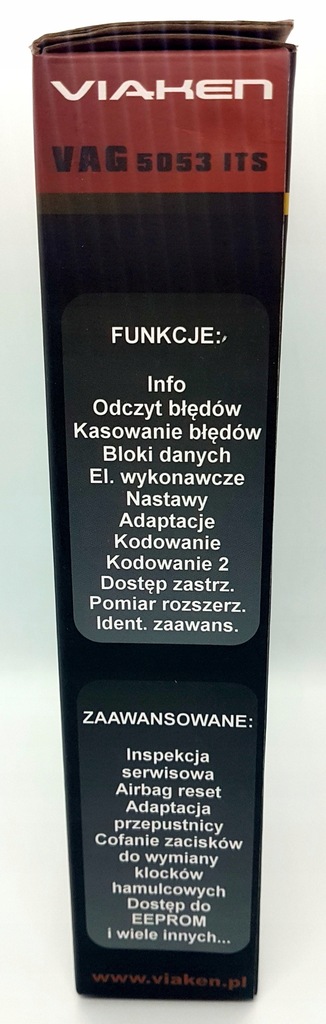 VIAKEN
VAG 5053 ITS
FUNKCJE:
Info
Odczyt błędów
Kasowanie błędów
Bloki danych
El. wykonawcze
Nastawy
Adaptacje
Kodowanie
Kodowanie 2
Dostęp zastrz.
Pomiar rozszerz.
Ident. zaawans.
ZAAWANSOWANE:
Inspekcja
serwisowa
Airbag reset
Adaptacja
przepustnicy
Cofanie zacisków
do wymiany
klocków
hamulcowych
Dostęp do
EEPROM
i wiele innych...
www.viaken.pl